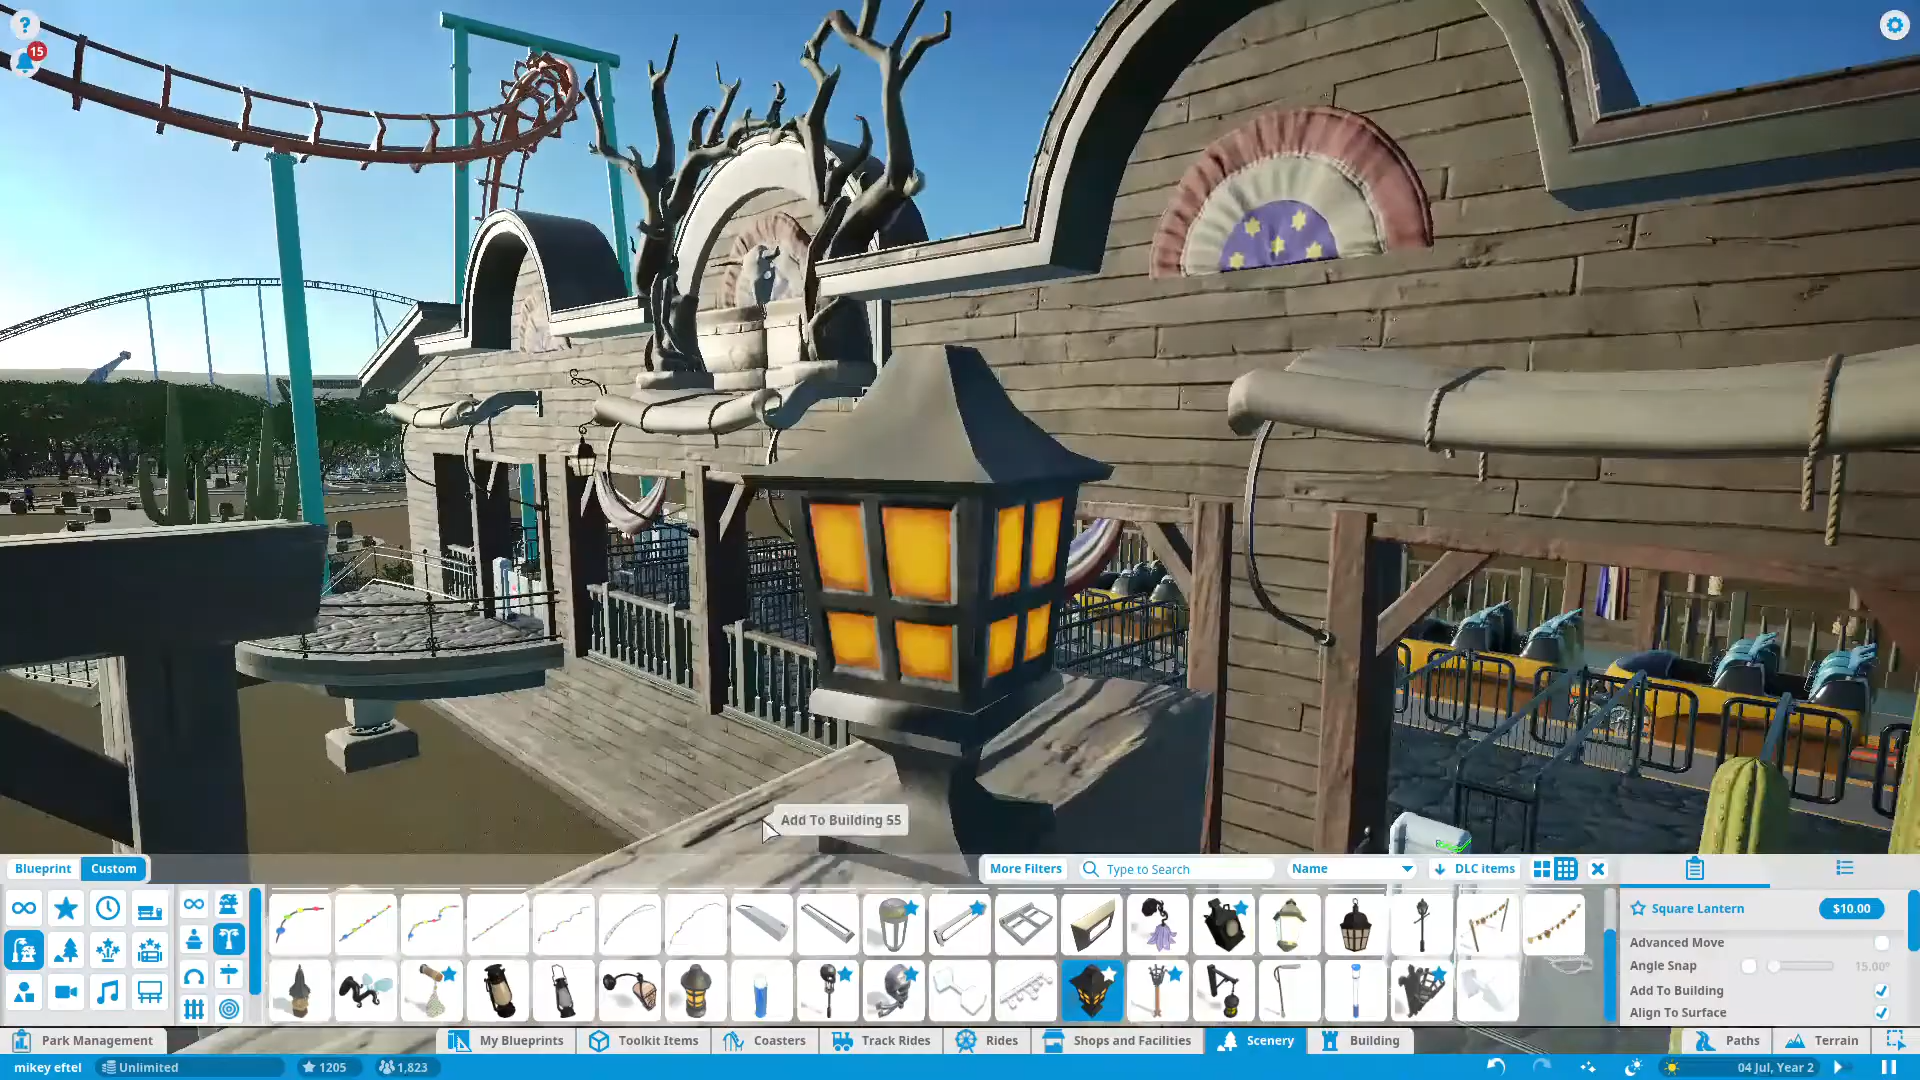 ?
15
Add To Building 55
Blueprint
Custom
More Filters
Type to Search
Name
DLC items
Square Lantern
$10.00
Advanced Move
Angle Snap
15.00°
Add To Building
Align To Surface
Park Management
My Blueprints
Toolkit Items
Coasters
Track Rides
Rides
Shops and Facilities
Scenery
Building
Paths
Terrain
mikey eftel
Unlimited
1205
1,823
04 Jul, Year 2